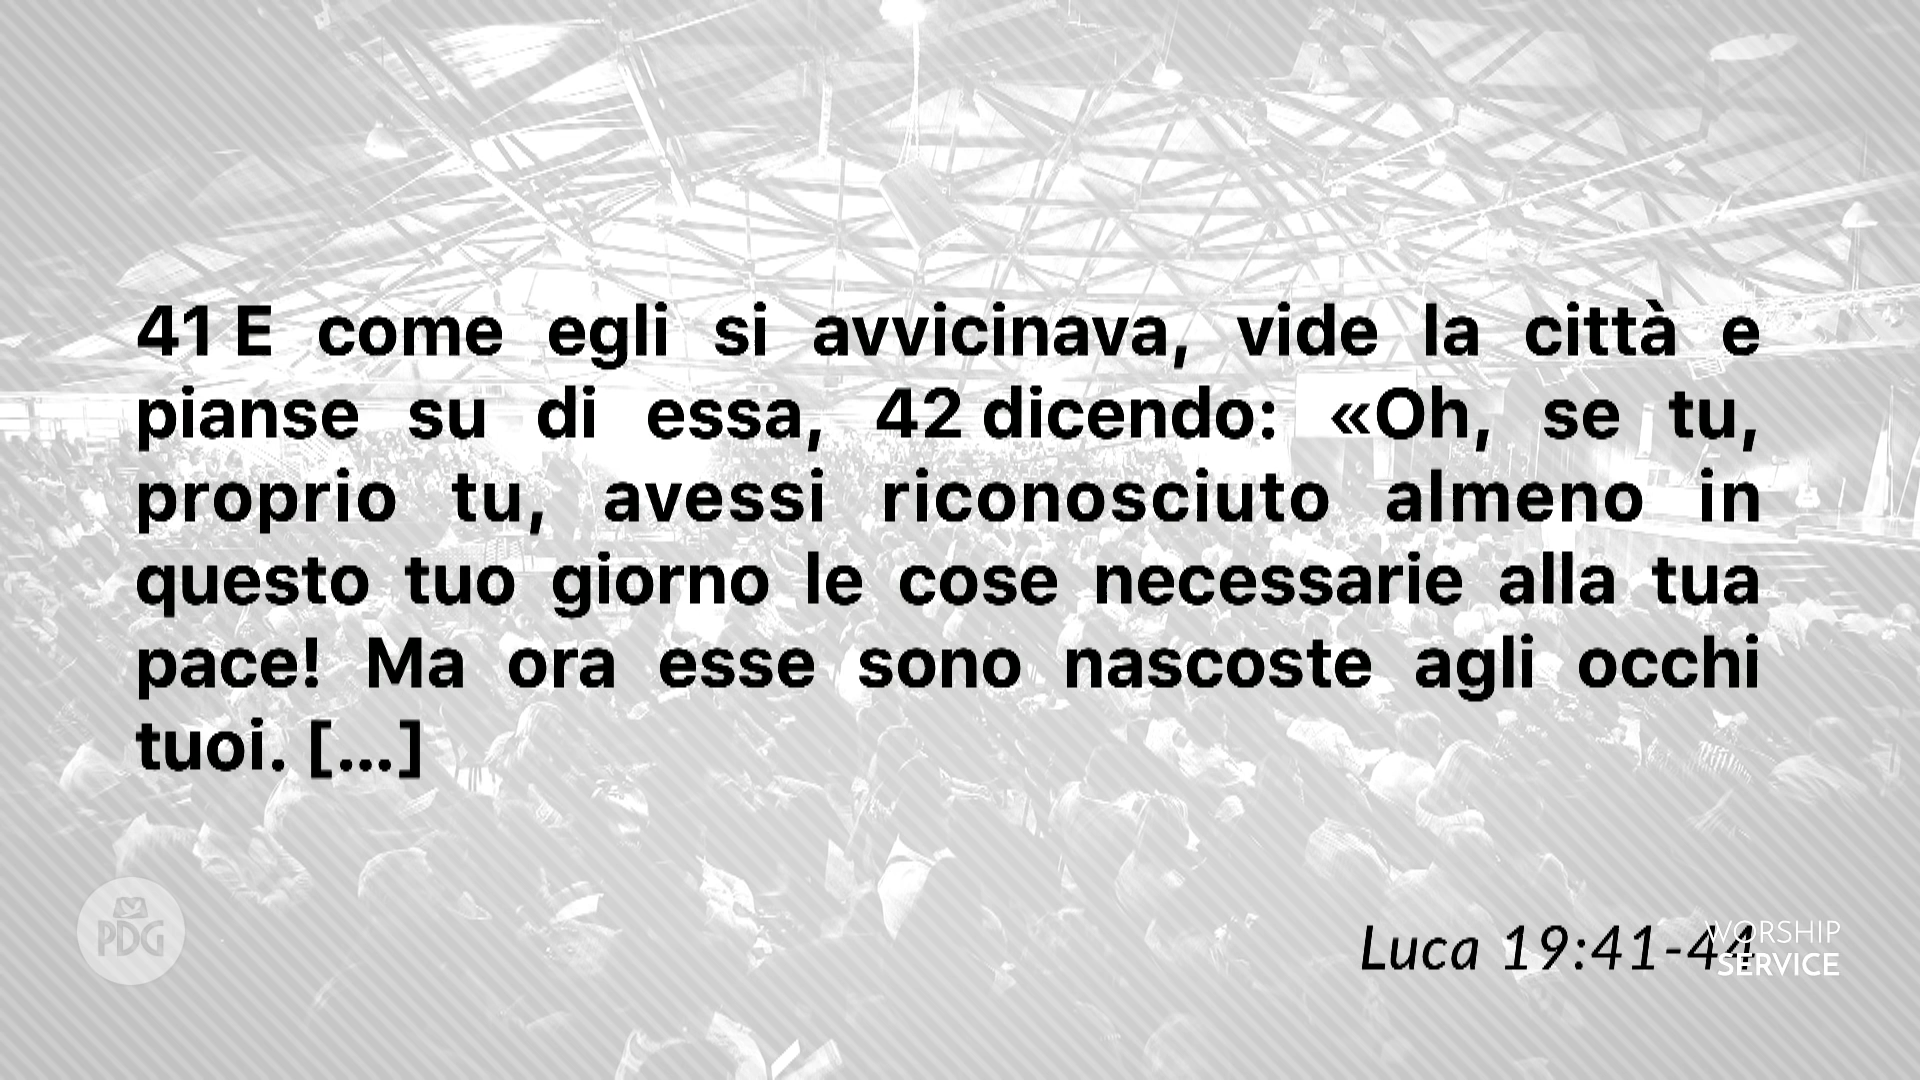 41 E come egli si avvicinava, vide la città e
pianse su di essa, 42 dicendo: «Oh, se tu,
proprio tu, avessi riconosciuto almeno in
questo tuo giorno le cose necessarie alla tua
pace! Ma ora esse sono nascoste agli occhi
tuoi. [...]
PDG
Luca 19:41-44
WORSHIP
SERVICE